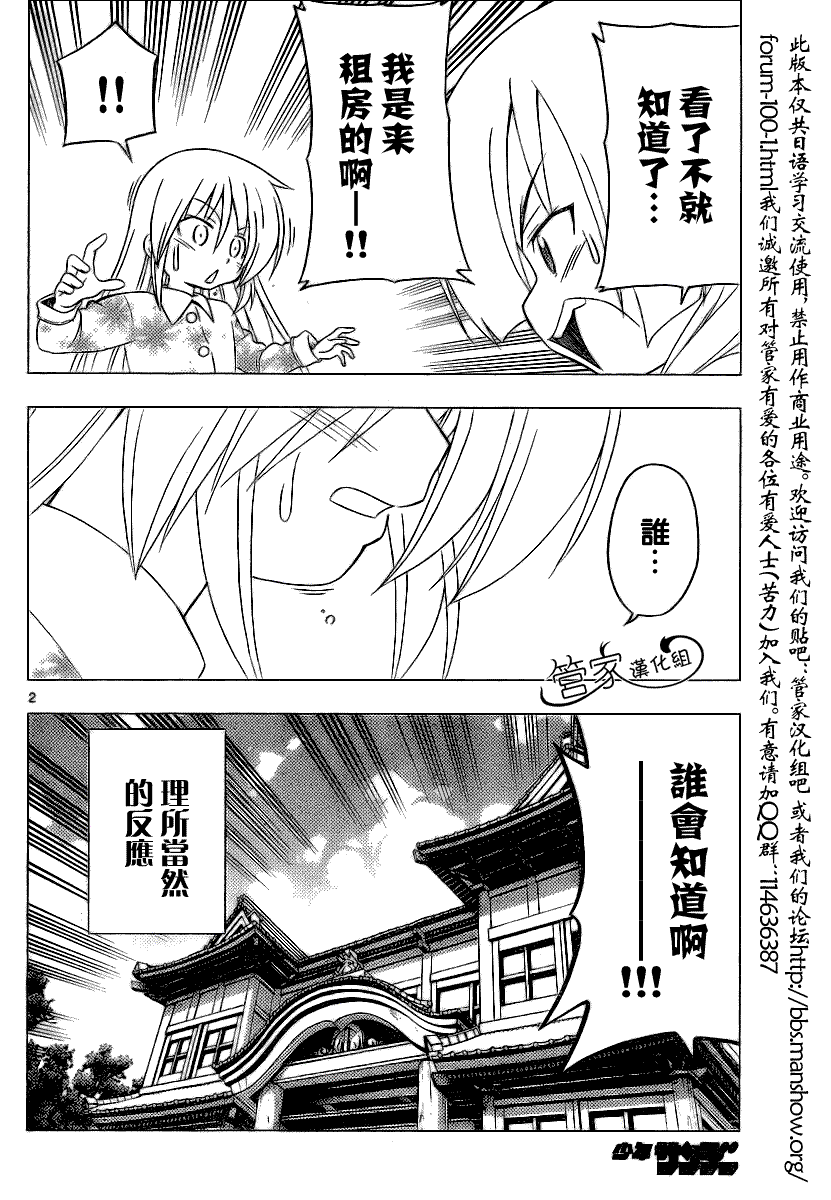 看了不就
知道了…
我是来
租房的啊—!!
!!
誰…
管家漢化組
2
誰會知道啊
———!!!
理所當然
的反應
少年
此版本仅共日语学习交流使用,禁止用作商业用途。欢迎访问我们的贴吧:管家汉化组吧 或者我们的论坛http://bbs.manshow.org/
forum-100-1.html我们诚邀所有对管家有爱的各位有爱人士(苦力)加入我们。有意请加QQ群:114636387